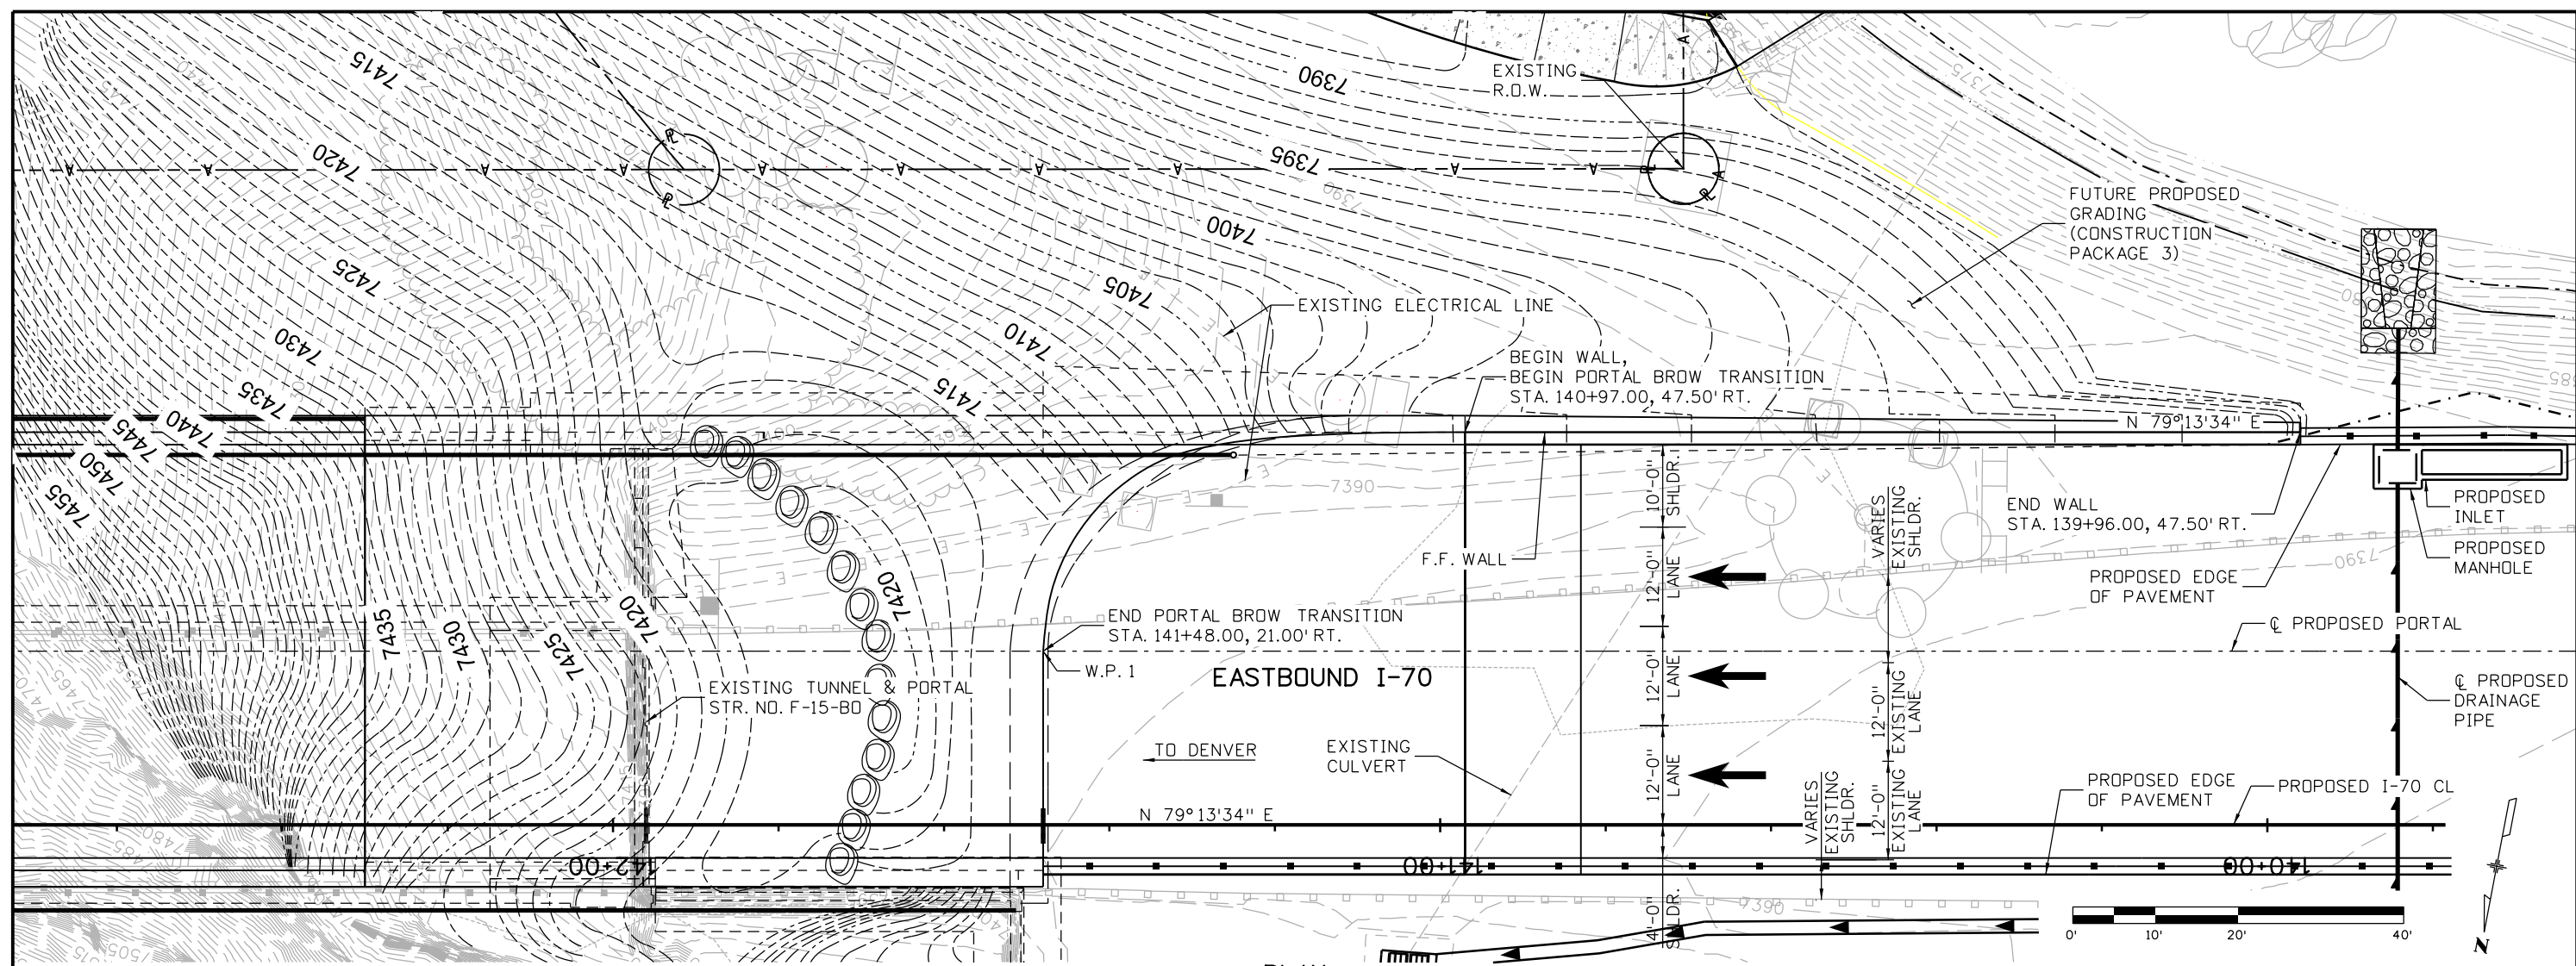 7415
7420
7425
7430
7435
7440
7445
7450
7455
7390
7395
7400
7405
7410
7415
EXISTING
R.O.W.
FUTURE PROPOSED
GRADING
(CONSTRUCTION
PACKAGE 3)
EXISTING ELECTRICAL LINE
BEGIN WALL,
BEGIN PORTAL BROW TRANSITION
STA. 140+97.00, 47.50' RT.
N 79°13'34" E
10'-0"
SHLDR.
VARIES
EXISTING
SHLDR.
END WALL
STA. 139+96.00, 47.50' RT.
PROPOSED
INLET
PROPOSED
MANHOLE
F.F. WALL
12'-0"
LANE
PROPOSED EDGE
OF PAVEMENT
7390
7390
7420
7420
7425
7430
7435
END PORTAL BROW TRANSITION
STA. 141+48.00, 21.00' RT.
W.P. 1
℄ PROPOSED PORTAL
EASTBOUND I-70
12'-0"
LANE
12'-0"
EXISTING
LANE
℄ PROPOSED
DRAINAGE
PIPE
EXISTING TUNNEL & PORTAL
STR. NO. F-15-BO
TO DENVER
EXISTING
CULVERT
12'-0"
LANE
VARIES
EXISTING
SHLDR.
12'-0"
EXISTING
LANE
PROPOSED EDGE
OF PAVEMENT
PROPOSED I-70 CL
N 79°13'34" E
142+00
141+00
140+00
4'-0"
SHLDR.
7390
0'
10'
20'
40'
N